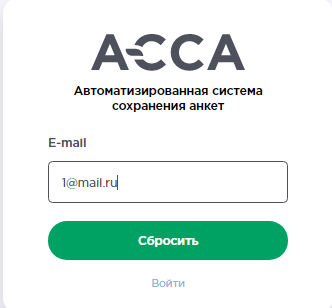 АССА
Автоматизированная система
сохранения анкет
E-mail
1@mail.ru
Сбросить
Войти